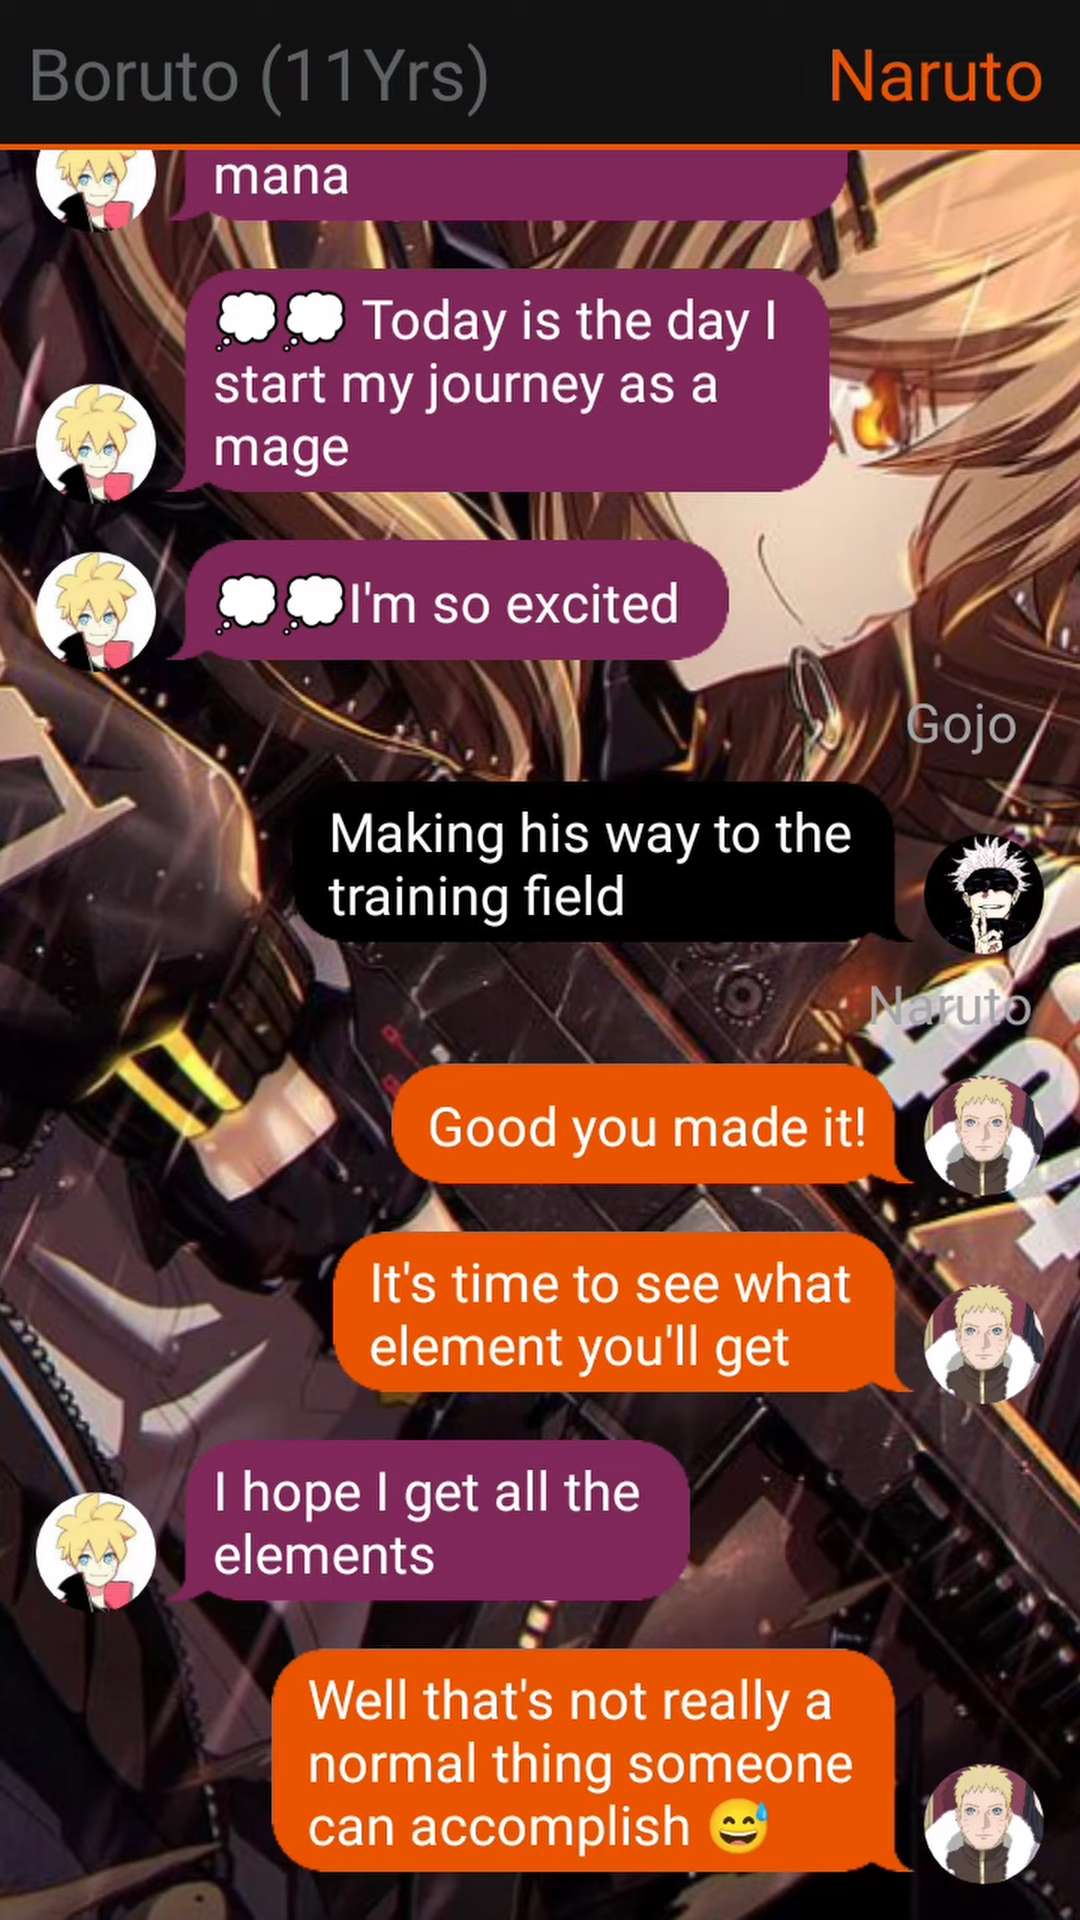 Boruto (11Yrs)
Naruto
mana
💭💭 Today is the day I
start my journey as a
mage
💭💭I'm so excited
Gojo
Making his way to the
training field
Naruto
Good you made it!
It's time to see what
element you'll get
I hope I get all the
elements
Well that's not really a
normal thing someone
can accomplish 😅